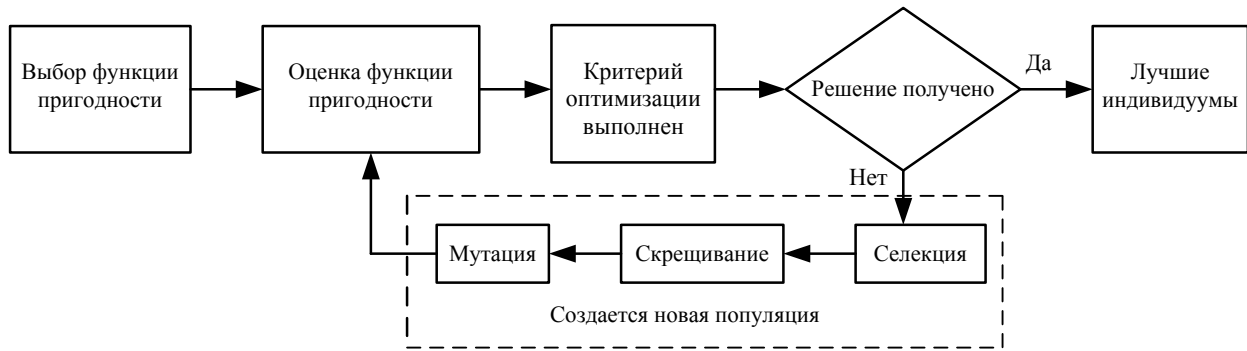 Выбор функции
пригодности
Оценка функции
пригодности
Критерий
оптимизации
выполнен
Решение получено
Да
Лучшие
индивидуумы
Нет
Мутация
Скрещивание
Селекция
Создается новая популяция